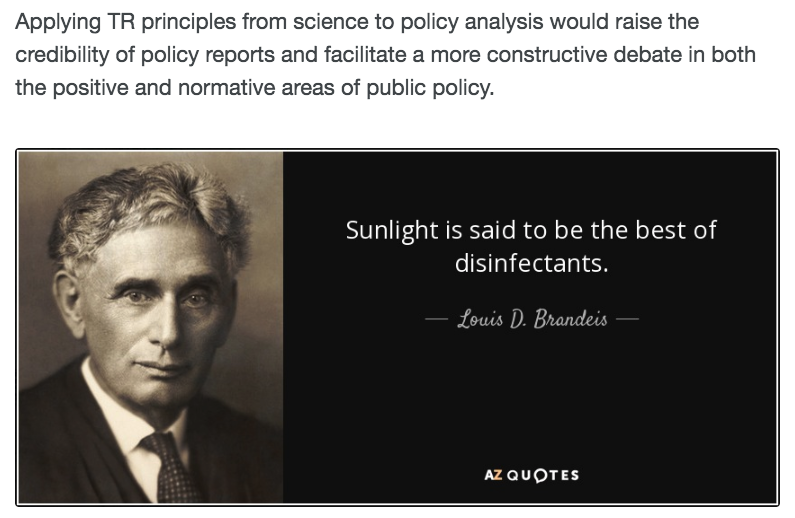 Applying TR principles from science to policy analysis would raise the
credibility of policy reports and facilitate a more constructive debate in both
the positive and normative areas of public policy.
Sunlight is said to be the best of
disinfectants.
— Louis D. Brandeis —
AZ QUOTES